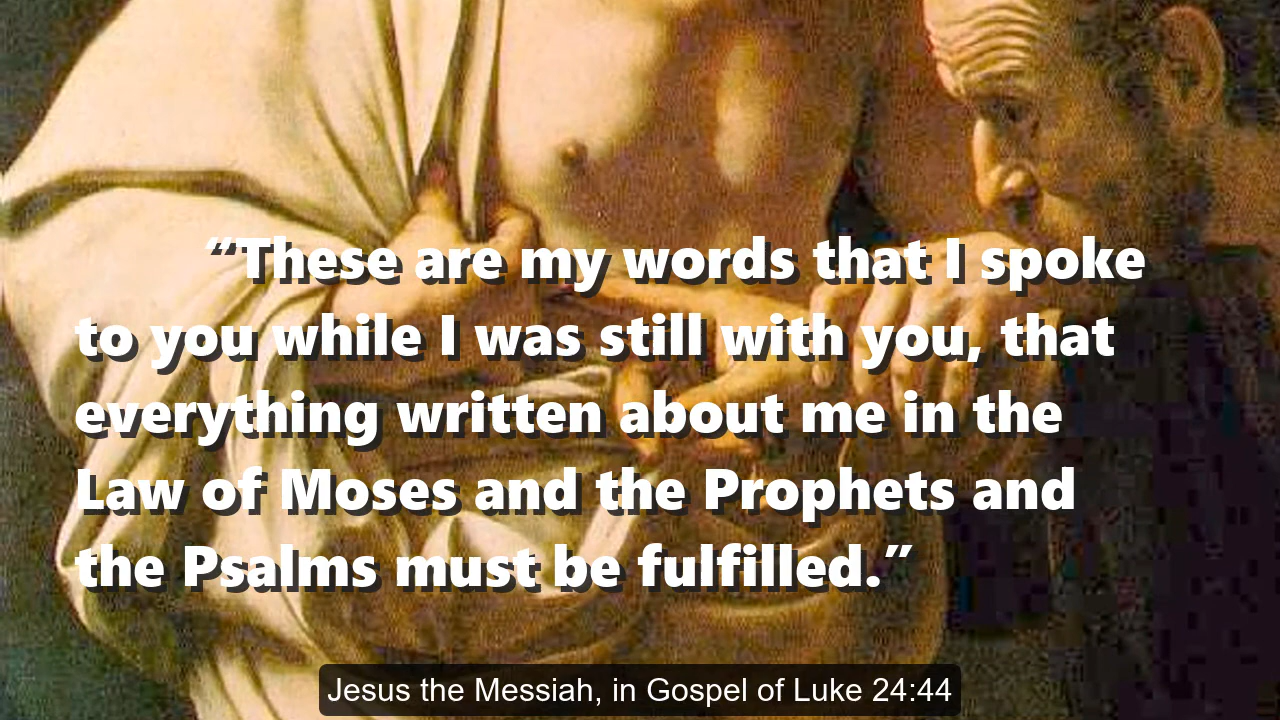 “These are my words that I spoke
to you while I was still with you, that
everything written about me in the
Law of Moses and the Prophets and
the Psalms must be fulfilled.”
Jesus the Messiah, in Gospel of Luke 24:44